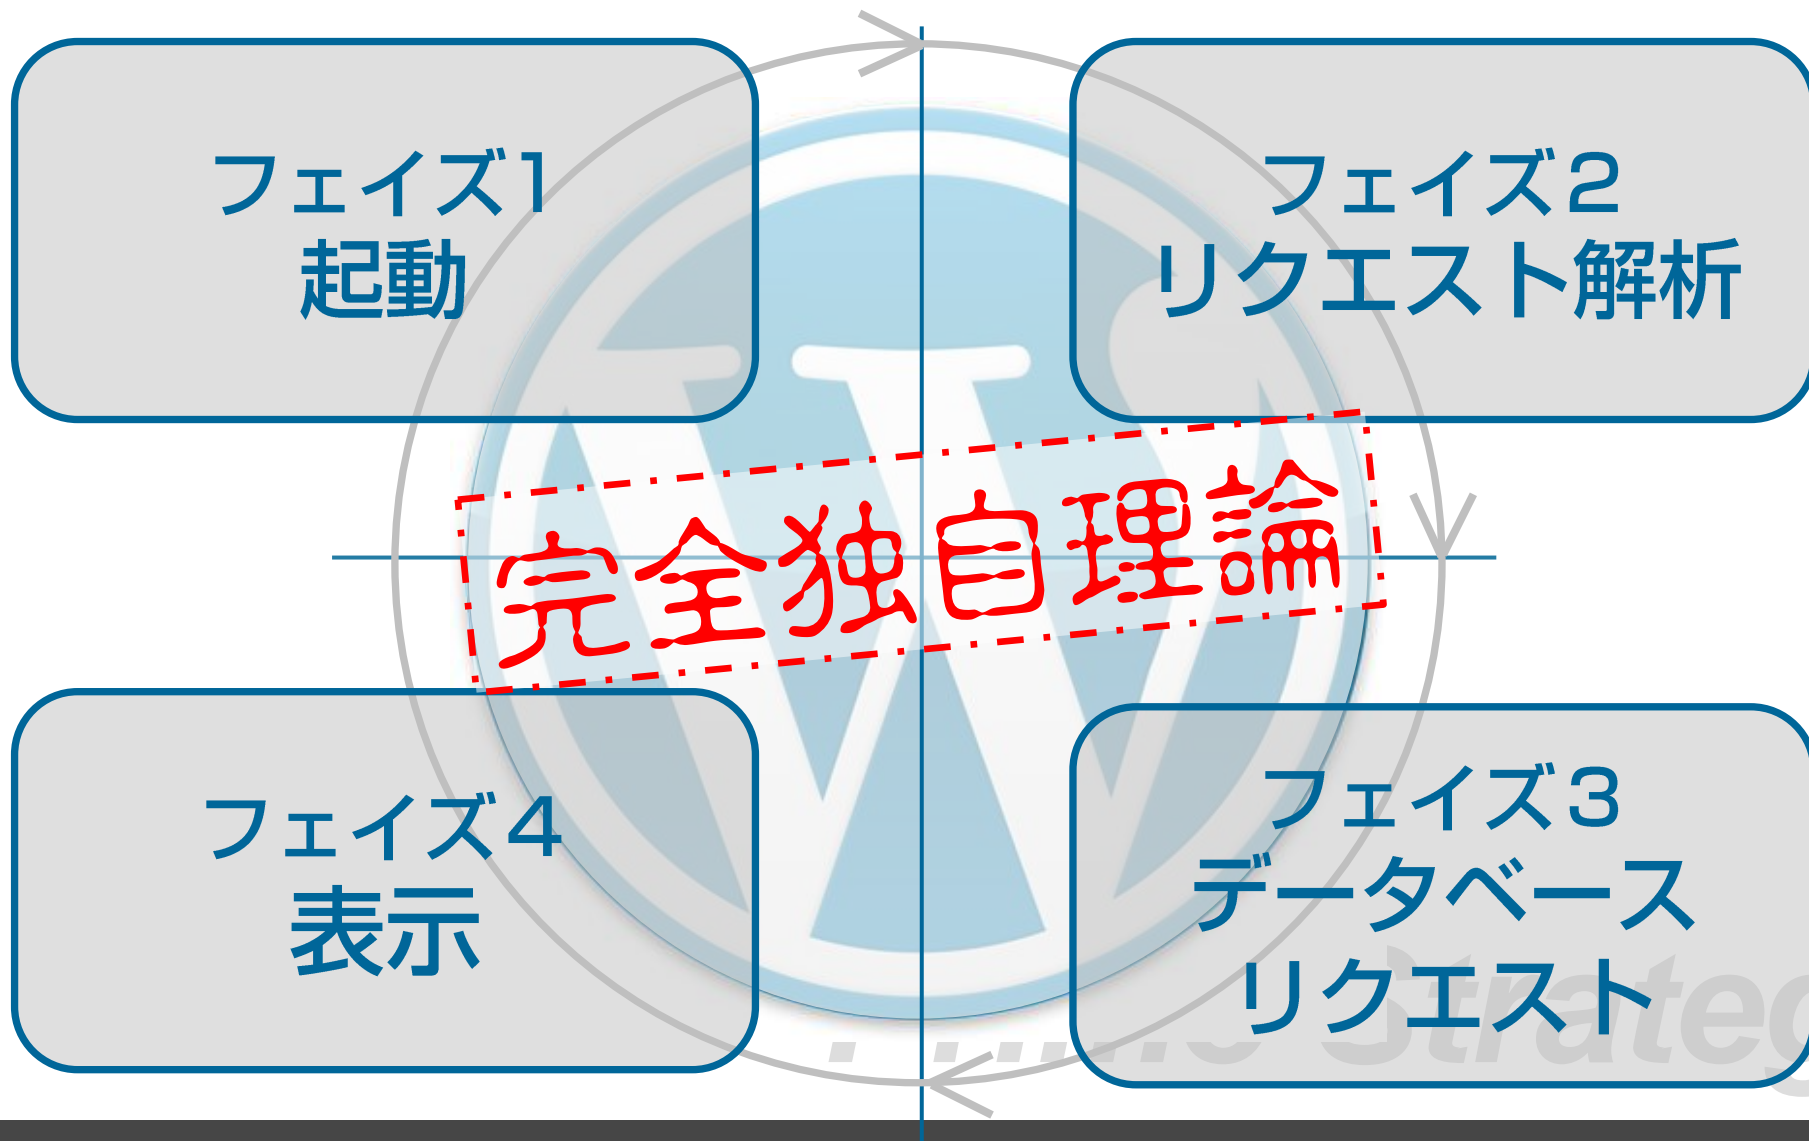 フェイズ1
起動
フェイズ2
リクエスト解析
完全独自理論
フェイズ4
表示
フェイズ3
データベース
リクエスト
Prime Strateg